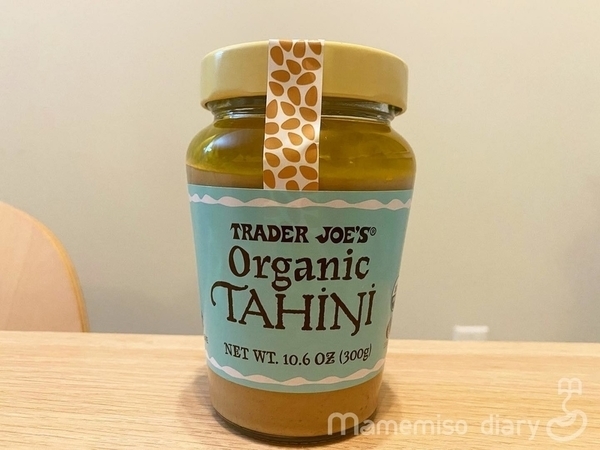 TRADER JOE'S®
Organic
TAHINI
NET WT. 10.6 OZ (300g)
Mamemiso diary